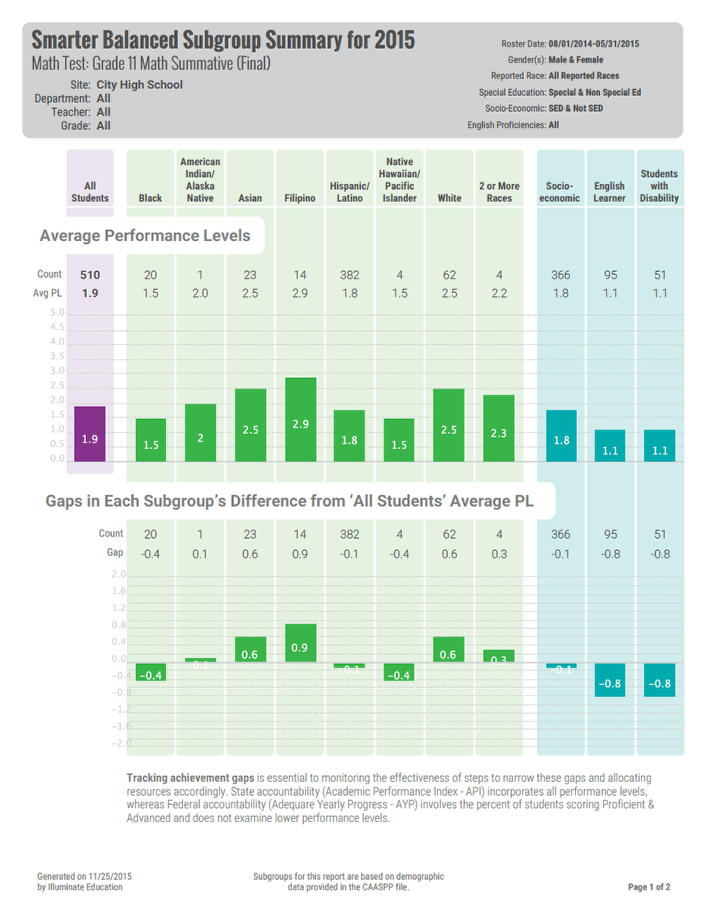 Smarter Balanced Subgroup Summary for 2015
Math Test: Grade 11 Math Summative (Final)
Site: City High School
Department: All
Teacher: All
Grade: All
Roster Date: 08/01/2014-05/31/2015
Gender(s): Male & Female
Reported Race: All Reported Races
Special Education: Special & Non Special Ed
Socio-Economic: SED & Not SED
English Proficiencies: All
All Students
Black
American Indian/ Alaska Native
Asian
Filipino
Hispanic/ Latino
Native Hawaiian/ Pacific Islander
White
2 or More Races
Socio-economic
English Learner
Students with Disability
Average Performance Levels
Count 510 20 1 23 14 382 4 62 4 366 95 51
Avg PL 1.9 1.5 2.0 2.5 2.9 1.8 1.5 2.5 2.2 1.8 1.1 1.1
5.0
4.5
4.0
3.5
3.0
2.5
2.0
1.5
1.0
0.5
0.0
1.9 1.5 2 2.5 2.9 1.8 1.5 2.5 2.3 1.8 1.1 1.1
Gaps in Each Subgroup's Difference from 'All Students' Average PL
Count 20 1 23 14 382 4 62 4 366 95 51
Gap -0.4 0.1 0.6 0.9 -0.1 -0.4 0.6 0.3 -0.1 -0.8 -0.8
2.0
1.6
1.2
0.8
0.4
0.0
−0.4
−0.8
−1.2
−1.6
−2.0
−0.4 0.1 0.6 0.9 −0.1 −0.4 0.6 0.3 −0.1 −0.8 −0.8
Tracking achievement gaps is essential to monitoring the effectiveness of steps to narrow these gaps and allocating
resources accordingly. State accountability (Academic Performance Index - API) incorporates all performance levels,
whereas Federal accountability (Adequare Yearly Progress - AYP) involves the percent of students scoring Proficient &
Advanced and does not examine lower performance levels.
Generated on 11/25/2015
by Illuminate Education
Subgroups for this report are based on demographic
data provided in the CAASPP file.
Page 1 of 2